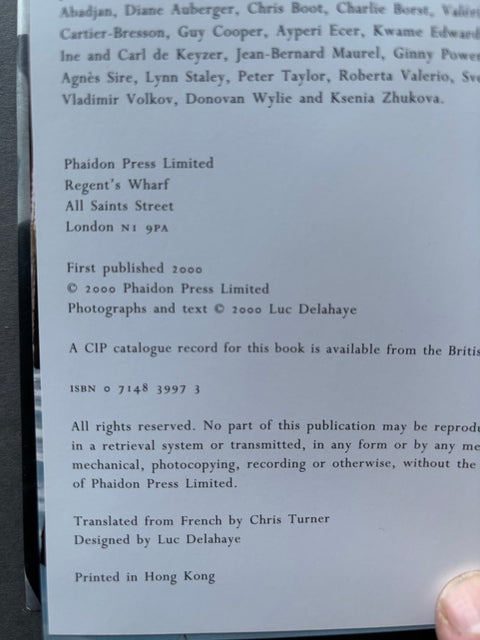 Abadjan, Diane Auberger, Chris Boot, Charlie Borst,
Cartier-Bresson, Guy Cooper, Ayperi Ecer, Kwame Edward
Ine and Carl de Keyzer, Jean-Bernard Maurel, Ginny Power
Agnès Sire, Lynn Staley, Peter Taylor, Roberta Valerio,
Vladimir Volkov, Donovan Wylie and Ksenia Zhukova.
Phaidon Press Limited
Regent's Wharf
All Saints Street
London N1 9PA
First published 2000
© 2000 Phaidon Press Limited
Photographs and text © 2000 Luc Delahaye
A CIP catalogue record for this book is available from the Britis
ISBN 0 7148 3997 3
All rights reserved. No part of this publication may be reprodu
in a retrieval system or transmitted, in any form or by any me
mechanical, photocopying, recording or otherwise, without the
of Phaidon Press Limited.
Translated from French by Chris Turner
Designed by Luc Delahaye
Printed in Hong Kong